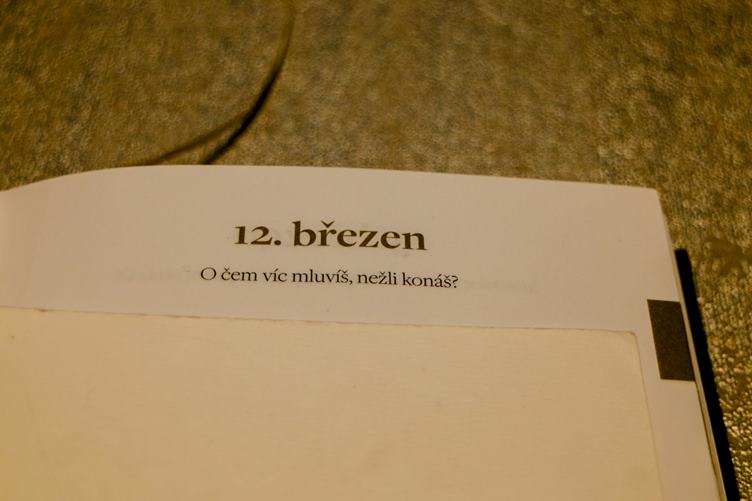 12. březen
O čem víc mluvíš, nežli konáš?